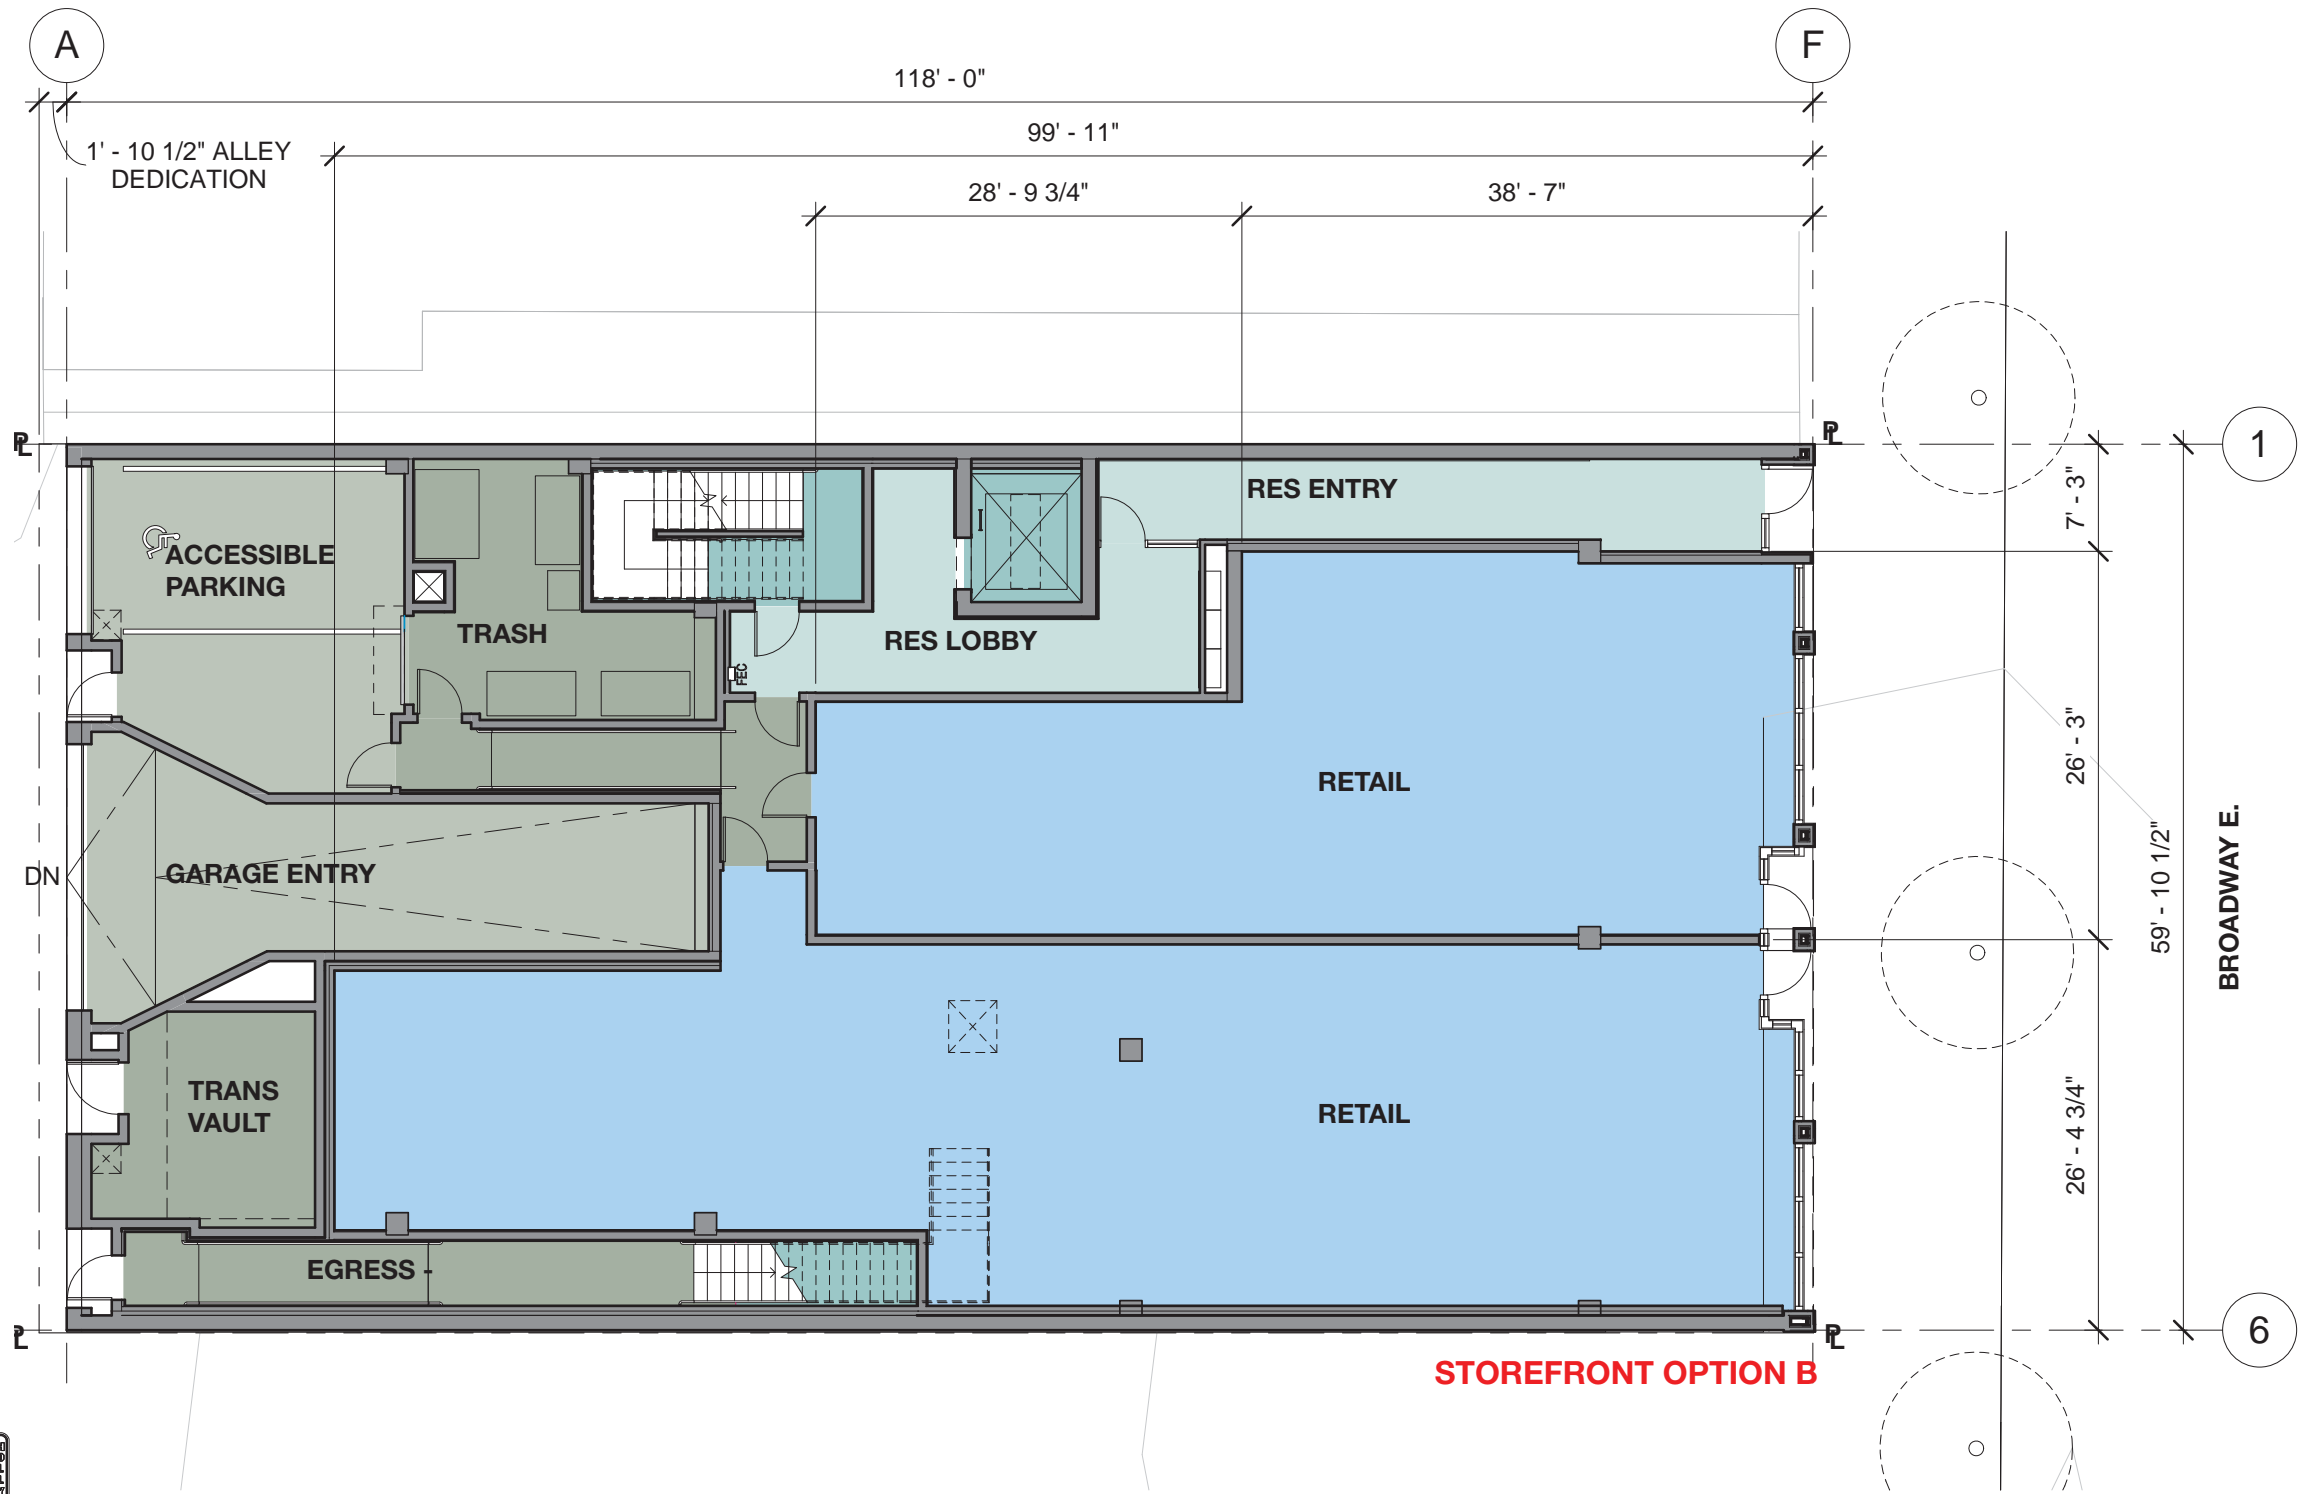 A
F
118' - 0"
99' - 11"
1' - 10 1/2" ALLEY
DEDICATION
28' - 9 3/4"
38' - 7"
PL
PL
1
RES ENTRY
7' - 3"
ACCESSIBLE
PARKING
TRASH
RES LOBBY
FEC
RETAIL
26' - 3"
59' - 10 1/2"
BROADWAY E.
DN
GARAGE ENTRY
TRANS
VAULT
RETAIL
26' - 4 3/4"
EGRESS -
PL
PL
6
STOREFRONT OPTION B